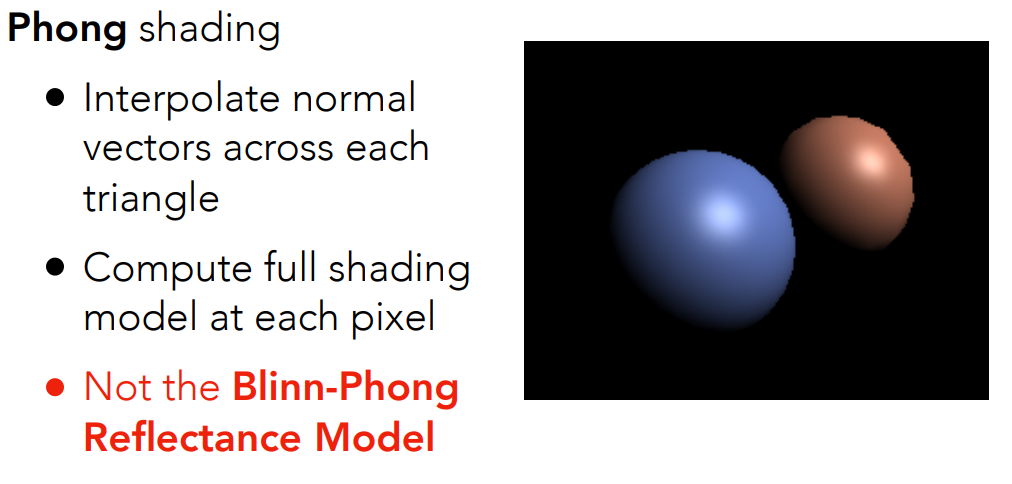 Phong shading
• Interpolate normal
vectors across each
triangle
• Compute full shading
model at each pixel
• Not the Blinn-Phong
Reflectance Model